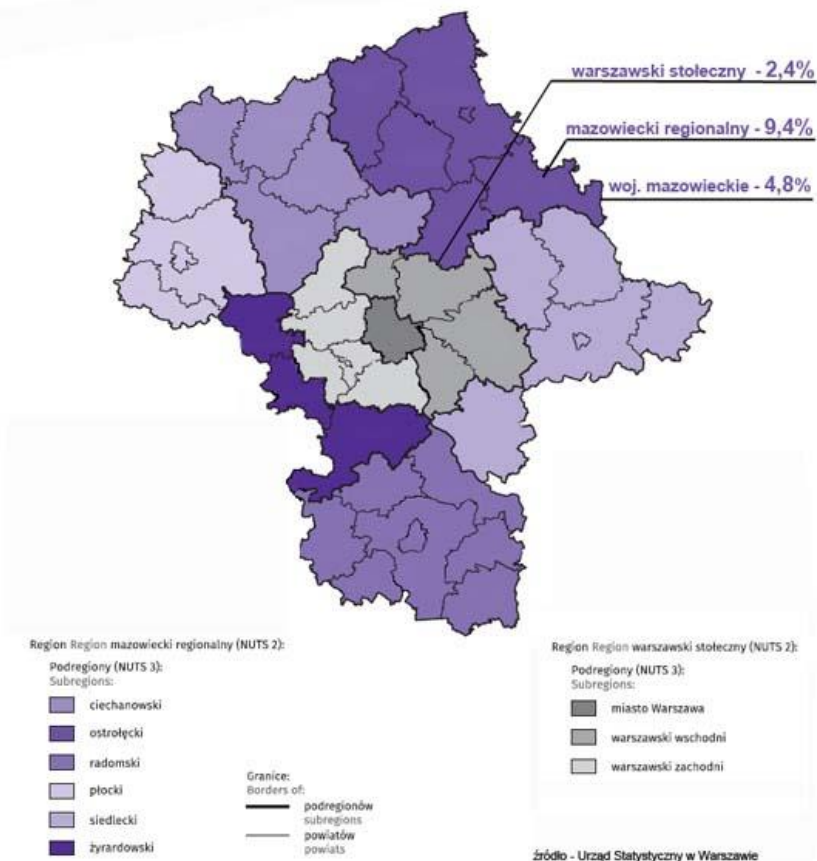 warszawski stołeczny - 2,4%
mazowiecki regionalny - 9,4%
woj. mazowieckie - 4,8%
Region Region mazowiecki regionalny (NUTS 2):
Podregiony (NUTS 3):
Subregions:
ciechanowski
ostrołęcki
radomski
płocki
siedlecki
żyrardowski
Granice:
Borders of:
podregionów
subregions
powiatów
powiats
Region Region warszawski stołeczny (NUTS 2):
Podregiony (NUTS 3):
Subregions:
miasto Warszawa
warszawski wschodni
warszawski zachodni
źródło - Urząd Statystyczny w Warszawie